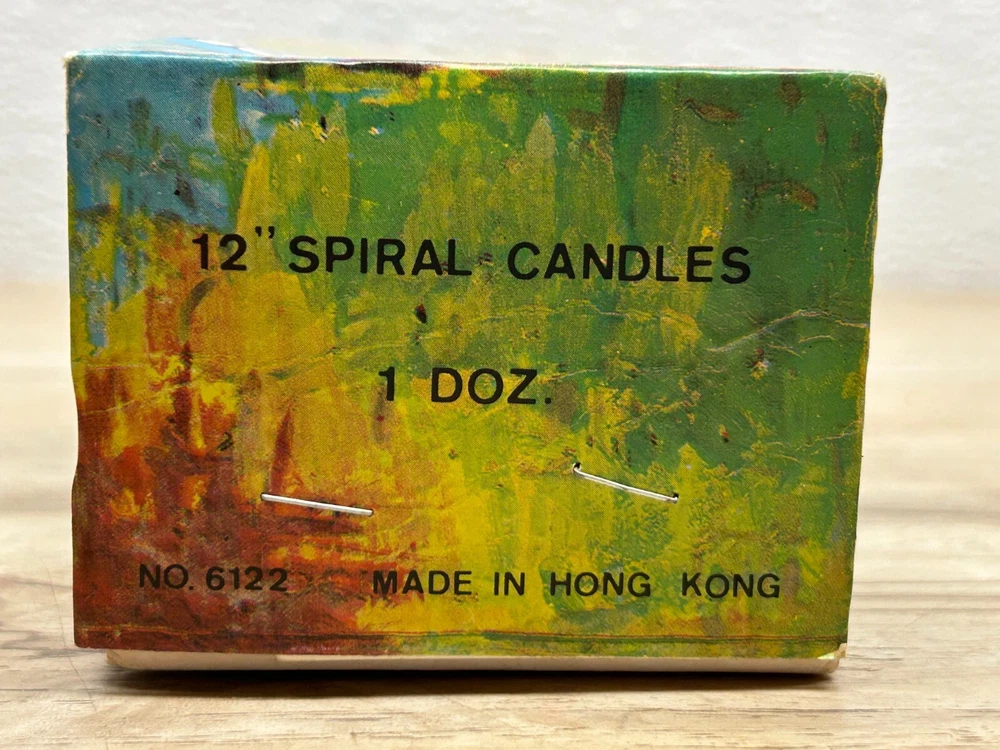 12" SPIRAL CANDLES
1 DOZ.
NO. 6122 MADE IN HONG KONG